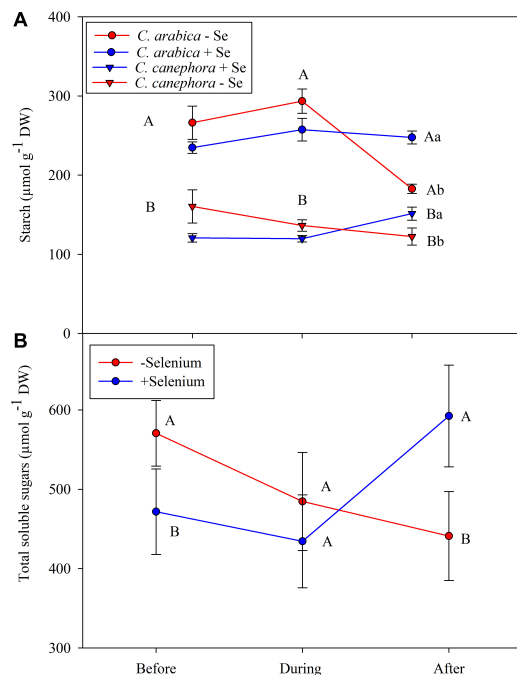 A
400
C. arabica - Se
C. arabica + Se
C. canephora + Se
C. canephora - Se
300
200
100
0
Starch (µmol g⁻¹ DW)
A
A
Aa
Ab
B
B
Ba
Bb
B
-Selenium
+Selenium
600
500
400
300
Total soluble sugars (µmol g⁻¹ DW)
A
A
A
B
A
B
Before During After